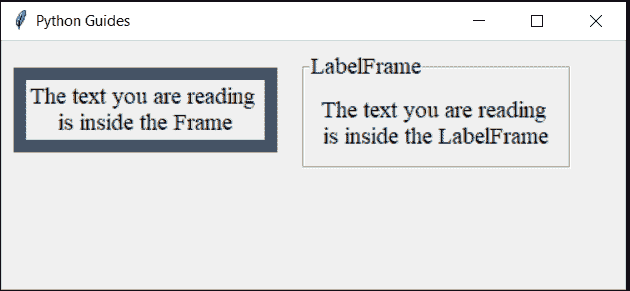 Python Guides
The text you are reading
is inside the Frame
LabelFrame
The text you are reading
is inside the LabelFrame